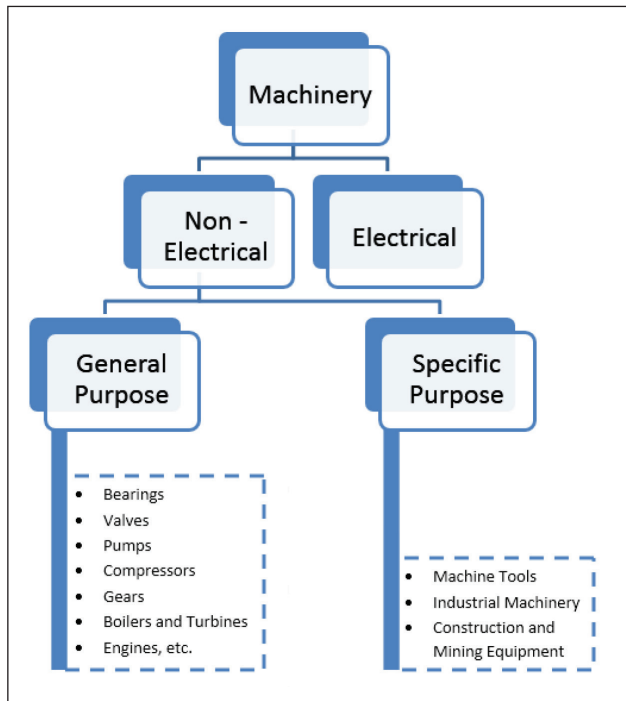 Machinery
Non -
Electrical
Electrical
General
Purpose
Specific
Purpose
• Bearings
• Valves
• Pumps
• Compressors
• Gears
• Boilers and Turbines
• Engines, etc.
• Machine Tools
• Industrial Machinery
• Construction and
Mining Equipment